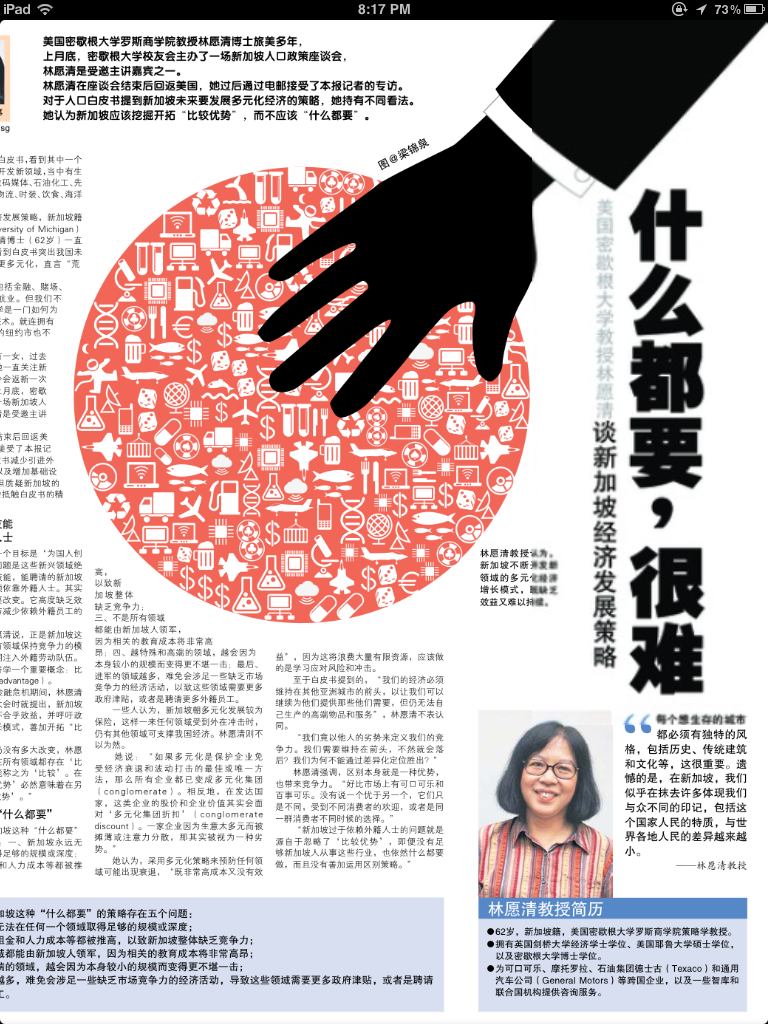 iPad
8:17 PM
73%
美国密歇根大学罗斯商学院教授林愿清博士旅美多年，
上月底，密歇根大学校友会主办了一场新加坡人口政策座谈会，
林愿清是受邀主讲嘉宾之一。
林愿清在座谈会结束后回返美国，她过后通过电邮接受了本报记者的专访。
对于人口白皮书提到新加坡未来要发展多元化经济的策略，她持有不同看法。
她认为新加坡应该挖掘开拓“比较优势”，而不应该“什么都要”。
sg
图@梁锦泉
什么都要，很难
美国密歇根大学教授林愿清
谈新加坡经济发展策略
白皮书，看到其中一个
开发新领域，当中有生
数码媒体、石油化工、先
物流、时装、饮食、海洋
济发展策略，新加坡籍
versity of Michigan）
清博士（62岁）一直
看到白皮书突出我国未
更多元化，直言“荒
包括金融、赌场、
航业。但我们不
学是一门如何为
技术。就连拥有
的纽约市也不
有一女，过去
她一直关注新
会返新一次
上月底，密歇
一场新加坡人
清是受邀主讲
结束后回返美
接受了本报记
皮书减少引进外
以及增加基础设
但质疑新加坡的
抵触白皮书的精
技能
人士
一个目标是‘为国人创
问题是这些新兴领域绝
技能，能聘请的新加坡
须依靠外籍人士。其实
要改变。它高度缺乏效
有减少依赖外籍员工的
愿清说，正是新加坡这
有领域保持竞争力的模
期注入外籍劳动队伍。
济学一个重要概念：比
advantage）。
金融危机期间，林愿清
大会时就提出，新加坡
不合乎效益，并呼吁政
长模式，善加开拓“比
为没有多大改变，林愿
在所有领域都存在‘比
能称之为‘比较’。在
优势’必然意味着在另
劣势’。”
“什么都要”
加坡这种“什么都要”
：一、新加坡永远无
得足够的规模或深度；
和人力成本等都被推
高，
以致新
加坡整体
缺乏竞争力；
三、不是所有领域
都能由新加坡人领军，
因为相关的教育成本将非常高
昂；四、越特殊和高端的领域，越会因为
本身较小的规模而变得更不堪一击；最后、
进军的领域越多，难免会涉足一些缺乏市场
竞争力的经济活动，以致这些领域需要更多
政府津贴，或者是聘请更多外籍员工。
一些人认为，新加坡朝多元化发展较为
保险，这样一来任何领域受到外在冲击时，
仍有其他领域可支撑我国经济。林愿清则不
以为然。
她说：“如果多元化是保护企业免
受经济衰退和波动打击的最佳或唯一方
法，那么所有企业都已变成多元化集团
（conglomerate）。相反地，在发达国
家，这类企业的股价和企业价值其实会面
对‘多元化集团折扣’（conglomerate
discount）。一家企业因为生意太多元而被
摊薄或注意力分散，那其实被视为一种劣
势。”
她认为，采用多元化策略来预防任何领
域可能出现衰退，“既非常高成本又没有效
益”，因为这将浪费大量有限资源，应该做
的是学习应对风险和冲击。
至于白皮书提到的，“我们的经济必须
维持在其他亚洲城市的前头，以让我们可以
继续为他们提供那些他们需要，但仍无法自
己生产的高端物品和服务”，林愿清不表认
同。
“我们竟以他人的劣势来定义我们的竞
争力。我们需要维持在前头，不然就会落
后？我们为何不能通过差异化定位胜出？”
林愿清强调，区别本身就是一种优势，
也带来竞争力。“好比市场上有可口可乐和
百事可乐。没有说一个优于另一个，它们只
是不同，受到不同消费者的欢迎，或者是同
一群消费者不同时候的选择。”
“新加坡过于依赖外籍人士的问题就是
源自于忽略了‘比较优势’，即便没有足
够新加坡人从事这些行业，也依然什么都要
做，而且没有善加运用区别策略。”
林愿清教授认为，
新加坡不断开发新
领域的多元化经济
增长模式，既缺乏
效益又难以持续。
每个想生存的城市
都必须有独特的风
格，包括历史、传统建筑
和文化等，这很重要。遗
憾的是，在新加坡，我们
似乎在抹去许多体现我们
与众不同的印记，包括这
个国家人民的特质，与世
界各地人民的差异越来越
小。
——林愿清教授
加坡这种“什么都要”的策略存在五个问题：
无法在任何一个领域取得足够的规模或深度；
租金和人力成本等都被推高，以致新加坡整体缺乏竞争力；
域都能由新加坡人领军，因为相关的教育成本将非常高昂；
端的领域，越会因为本身较小的规模而变得更不堪一击；
越多，难免会涉足一些缺乏市场竞争力的经济活动，导致这些领域需要更多政府津贴，或者是聘请
工。
林愿清教授简历
●62岁，新加坡籍，美国密歇根大学罗斯商学院策略学教授。
●拥有英国剑桥大学经济学士学位、美国耶鲁大学硕士学位，
以及密歇根大学博士学位。
●为可口可乐、摩托罗拉、石油集团德士古（Texaco）和通用
汽车公司（General Motors）等跨国企业，以及一些智库和
联合国机构提供咨询服务。